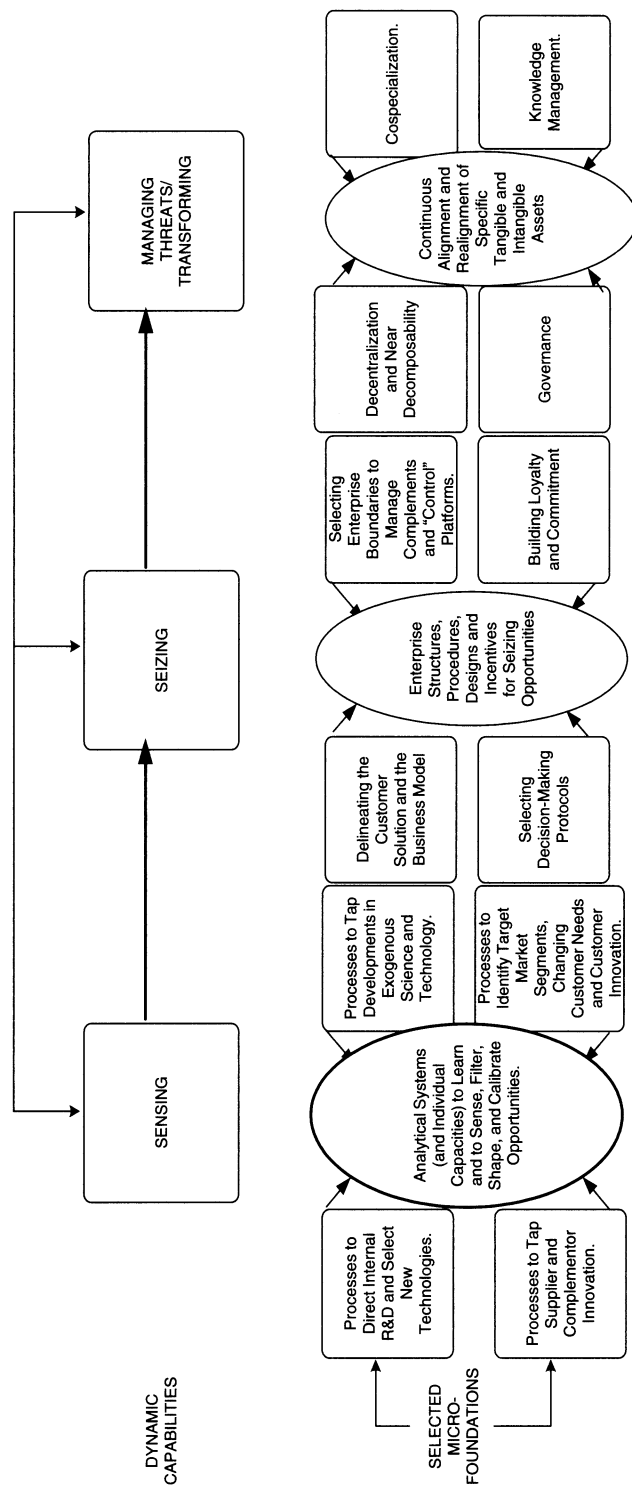 DYNAMIC
CAPABILITIES
SENSING
SEIZING
MANAGING
THREATS/
TRANSFORMING
SELECTED
MICRO-
FOUNDATIONS
Processes to
Direct Internal
R&D and Select
New
Technologies.
Processes to Tap
Supplier and
Complementor
Innovation.
Analytical Systems
(and Individual
Capacities) to Learn
and to Sense, Filter,
Shape, and Calibrate
Opportunities.
Processes to Tap
Developments in
Exogenous
Science and
Technology.
Processes to
Identify Target
Market
Segments,
Changing
Customer Needs
and Customer
Innovation.
Delineating the
Customer
Solution and the
Business Model
Selecting
Decision-Making
Protocols
Enterprise
Structures,
Procedures,
Designs and
Incentives
for Seizing
Opportunities
Selecting
Enterprise
Boundaries to
Manage
Complements
and “Control”
Platforms.
Building Loyalty
and Commitment
Decentralization
and Near
Decomposability
Governance
Continuous
Alignment and
Realignment of
Specific
Tangible and
Intangible
Assets
Cospecialization.
Knowledge
Management.